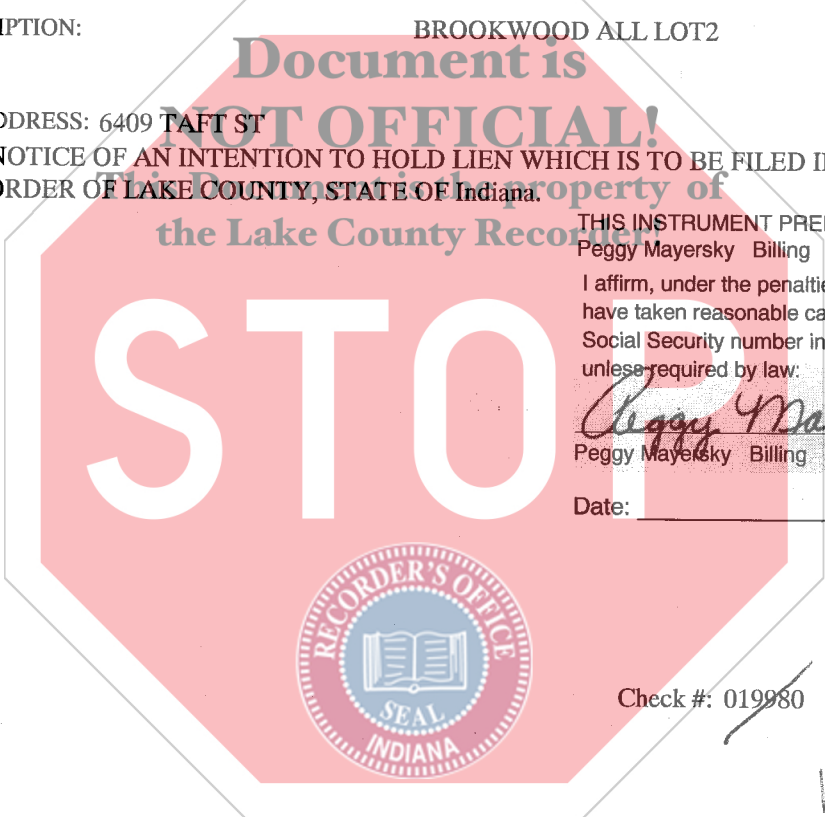 IPTION: BROOKWOOD ALL LOT2
Document is
NOT OFFICIAL!
DDRESS: 6409 TAFT ST
NOTICE OF AN INTENTION TO HOLD LIEN WHICH IS TO BE FILED I
ORDER OF LAKE COUNTY, STATE OF Indiana.
This Document is the property of
the Lake County Recorder!
THIS INSTRUMENT PRE
Peggy Mayersky Billing
I affirm, under the penaltie
have taken reasonable ca
Social Security number in
unless required by law:
STOP
Peggy Ma
Peggy Mayersky Billing
Date:
RECORDER'S OFFICE
SEAL
INDIANA
Check #: 019980